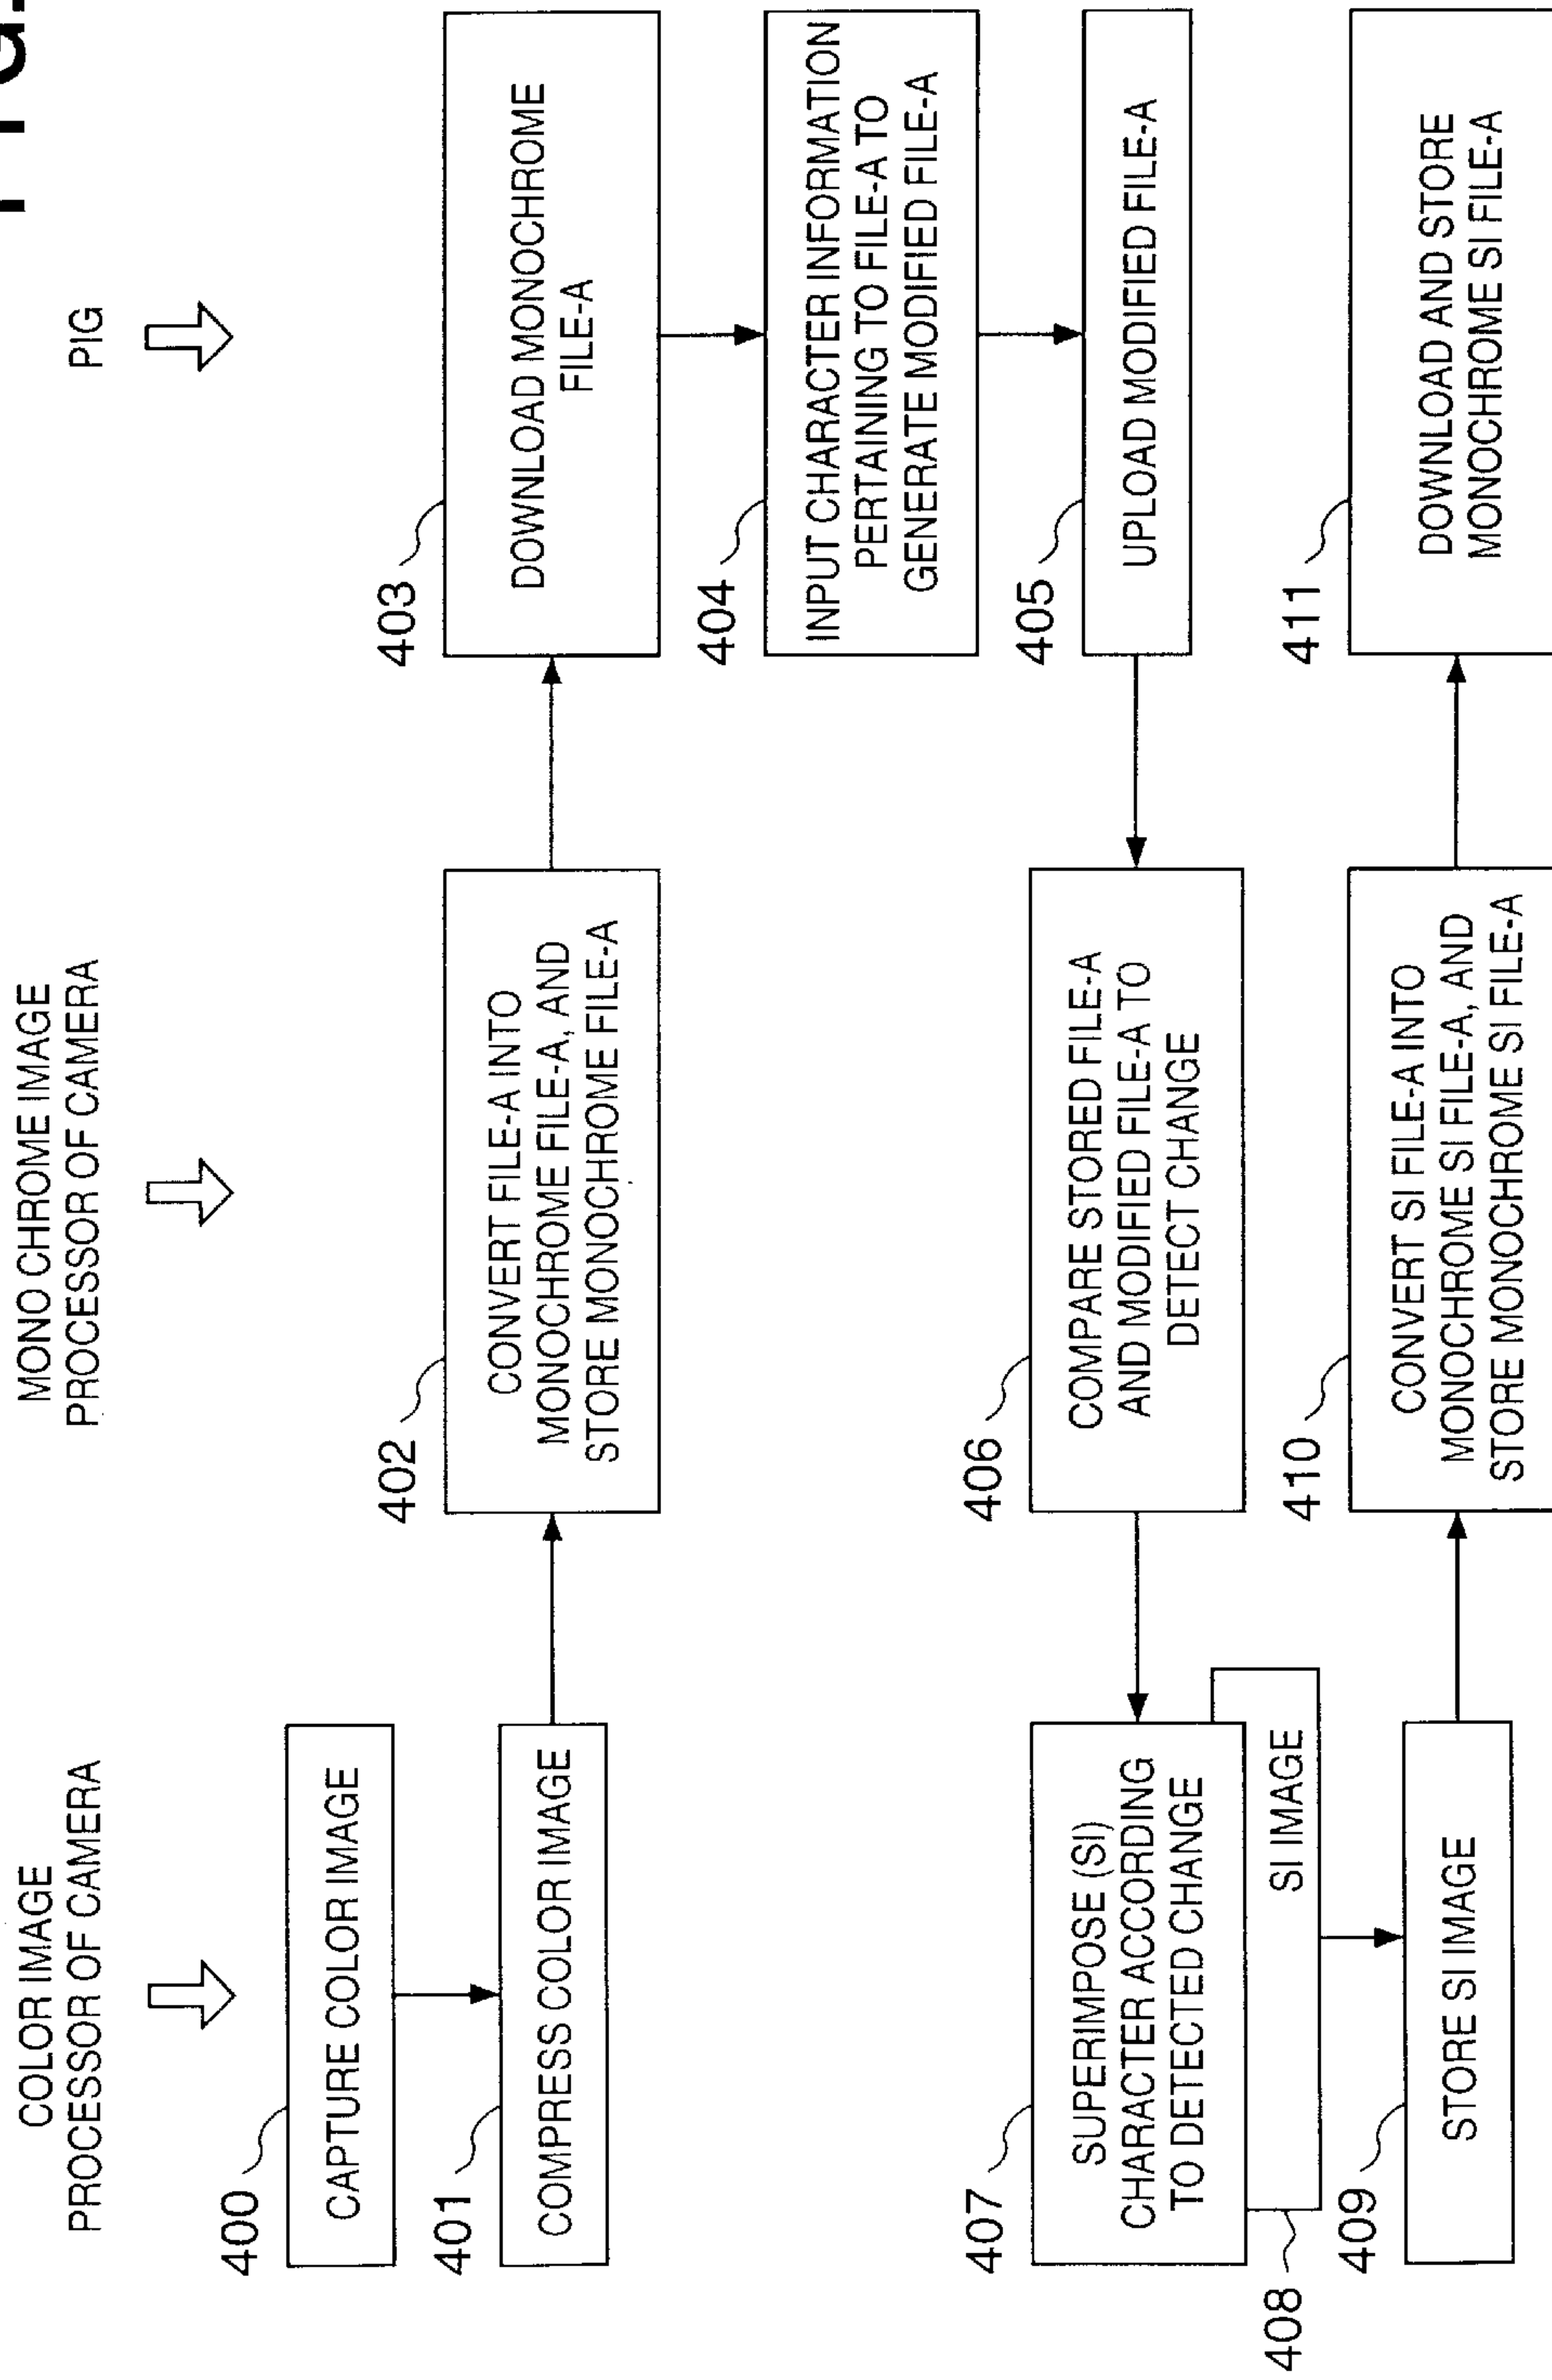 COLOR IMAGE
PROCESSOR OF CAMERA
MONO CHROME IMAGE
PROCESSOR OF CAMERA
PIG
400
CAPTURE COLOR IMAGE
401
COMPRESS COLOR IMAGE
402
CONVERT FILE-A INTO
MONOCHROME FILE-A, AND
STORE MONOCHROME FILE-A
403
DOWNLOAD MONOCHROME
FILE-A
404
INPUT CHARACTER INFORMATION
PERTAINING TO FILE-A TO
GENERATE MODIFIED FILE-A
405
UPLOAD MODIFIED FILE-A
406
COMPARE STORED FILE-A
AND MODIFIED FILE-A TO
DETECT CHANGE
407
SUPERIMPOSE (SI)
CHARACTER ACCORDING
TO DETECTED CHANGE
408
SI IMAGE
409
STORE SI IMAGE
410
CONVERT SI FILE-A INTO
MONOCHROME SI FILE-A, AND
STORE MONOCHROME SI FILE-A
411
DOWNLOAD AND STORE
MONOCHROME SI FILE-A